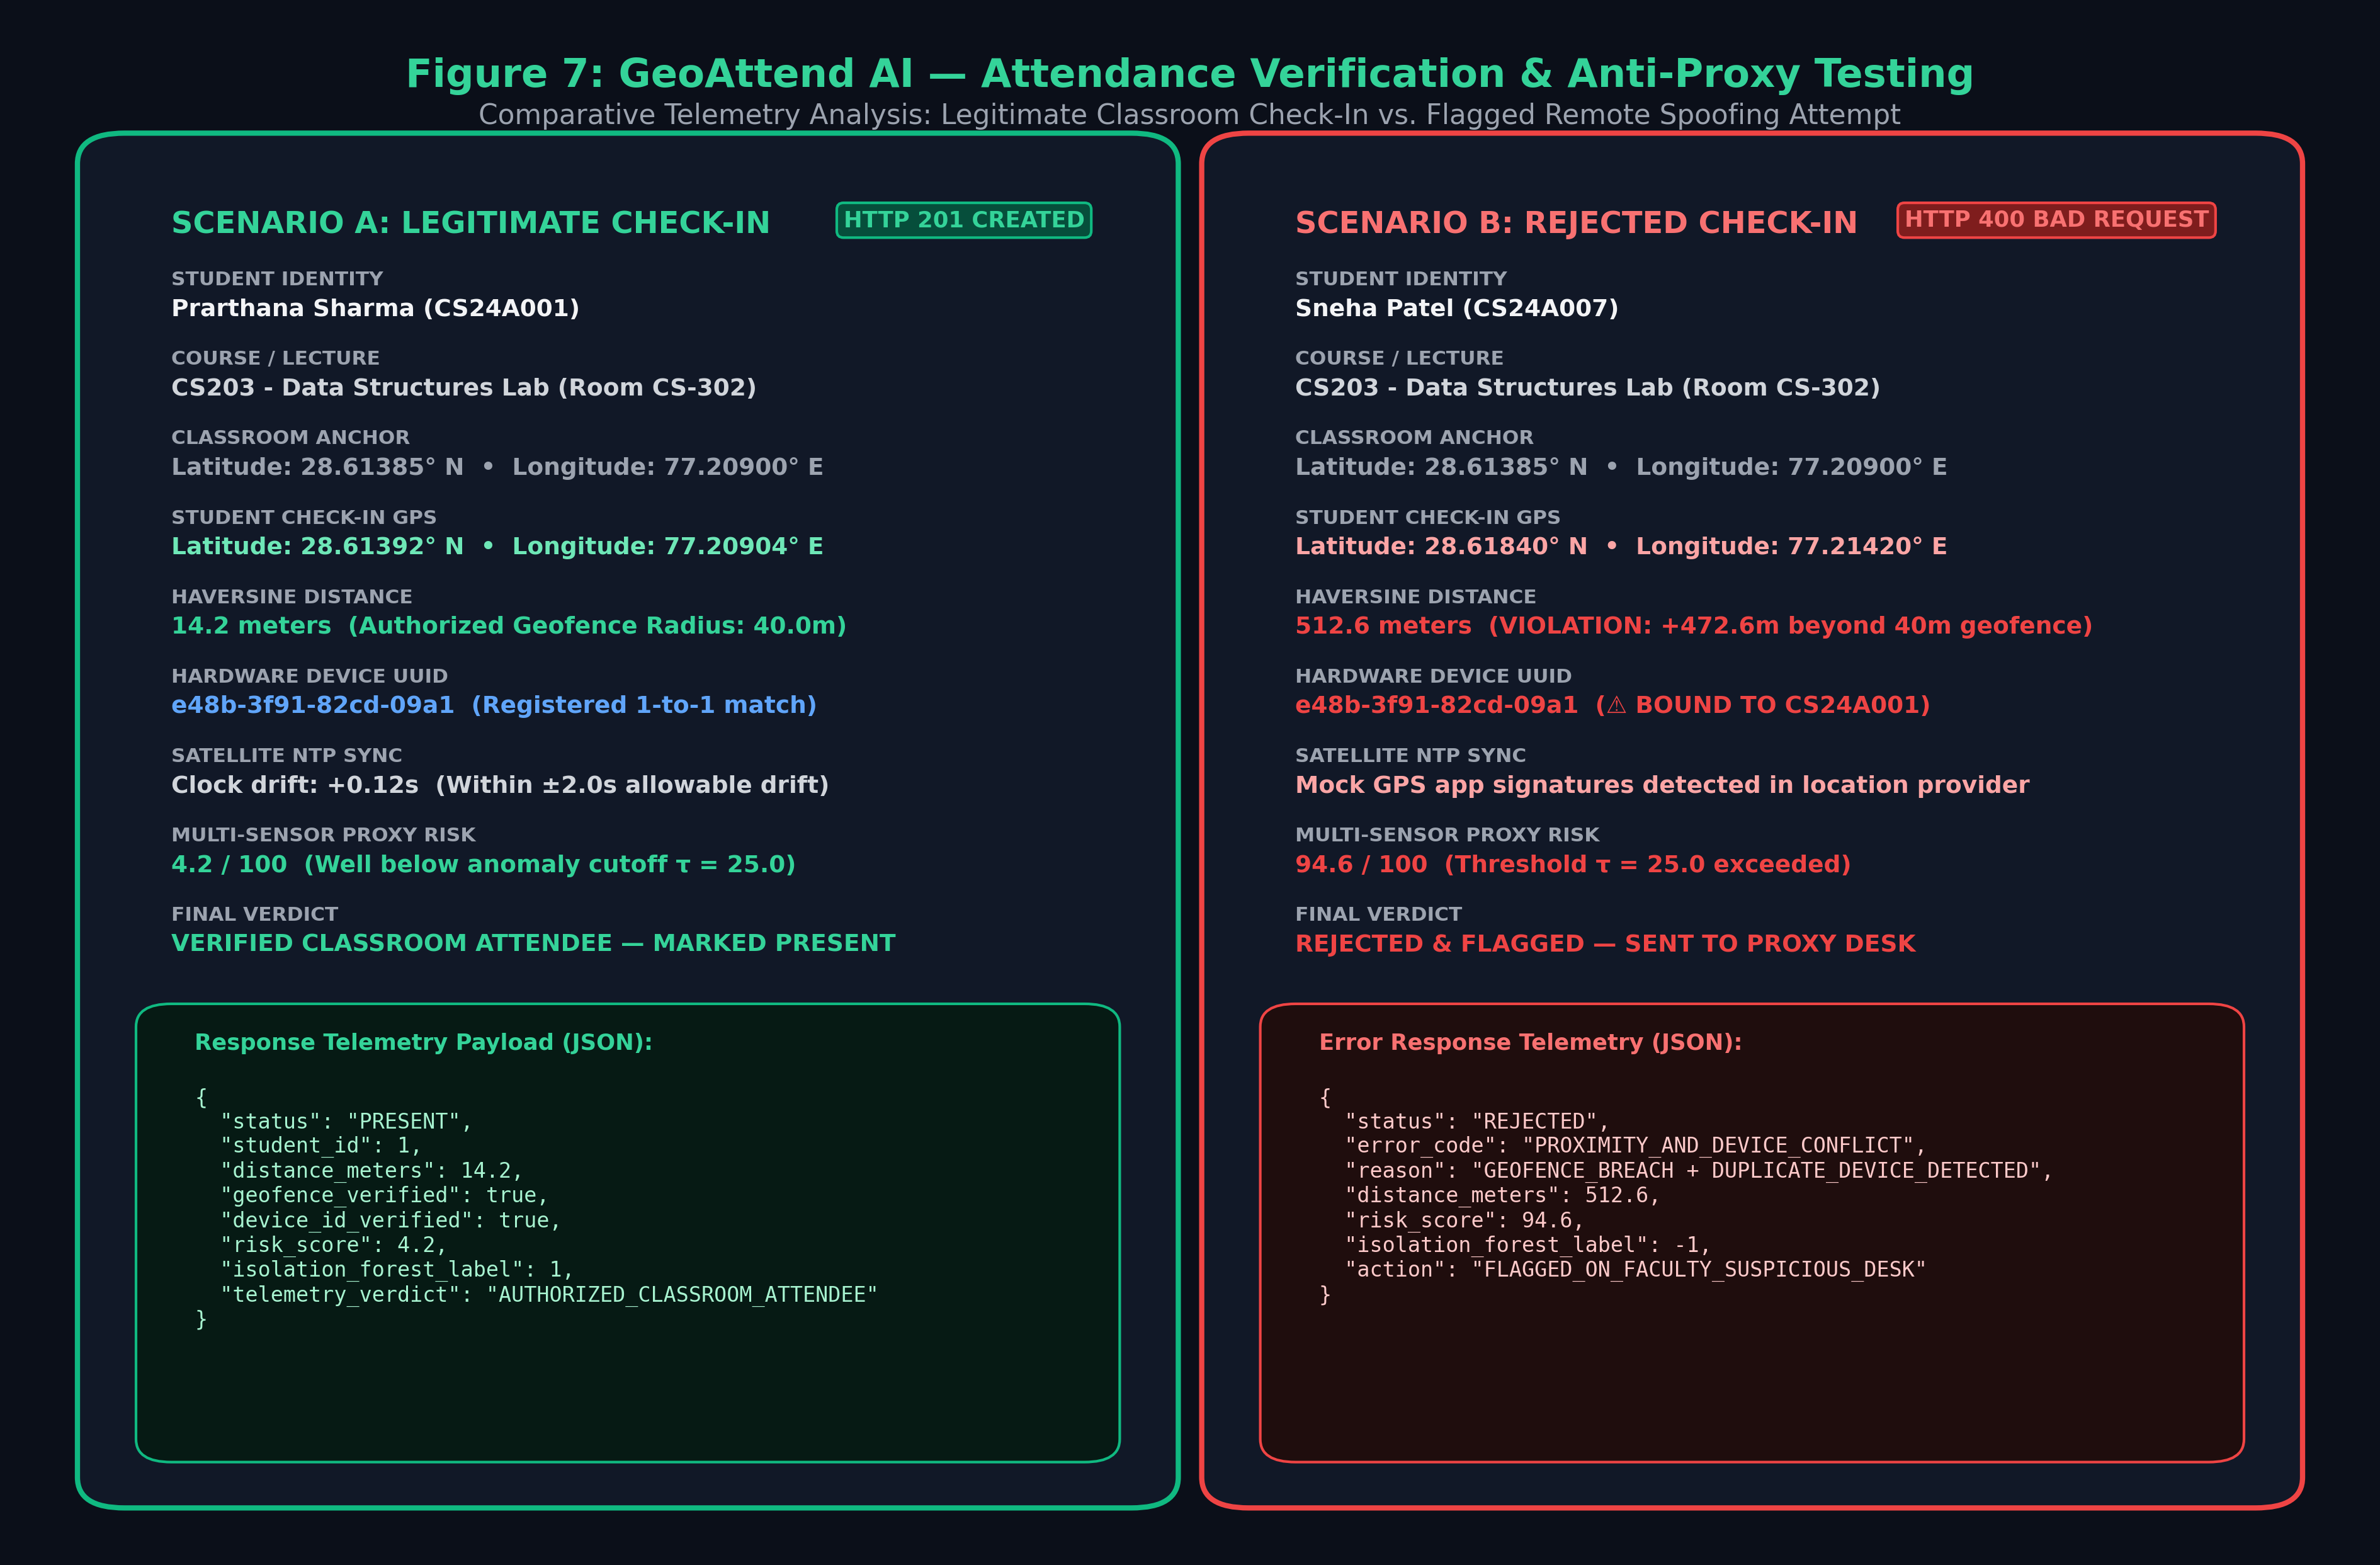 Figure 7: GeoAttend AI — Attendance Verification & Anti-Proxy Testing
Comparative Telemetry Analysis: Legitimate Classroom Check-In vs. Flagged Remote Spoofing Attempt
SCENARIO A: LEGITIMATE CHECK-IN
HTTP 201 CREATED
STUDENT IDENTITY
Prarthana Sharma (CS24A001)
COURSE / LECTURE
CS203 - Data Structures Lab (Room CS-302)
CLASSROOM ANCHOR
Latitude: 28.61385° N • Longitude: 77.20900° E
STUDENT CHECK-IN GPS
Latitude: 28.61392° N • Longitude: 77.20904° E
HAVERSINE DISTANCE
14.2 meters (Authorized Geofence Radius: 40.0m)
HARDWARE DEVICE UUID
e48b-3f91-82cd-09a1 (Registered 1-to-1 match)
SATELLITE NTP SYNC
Clock drift: +0.12s (Within ±2.0s allowable drift)
MULTI-SENSOR PROXY RISK
4.2 / 100 (Well below anomaly cutoff τ = 25.0)
FINAL VERDICT
VERIFIED CLASSROOM ATTENDEE — MARKED PRESENT
Response Telemetry Payload (JSON):
{
"status": "PRESENT",
"student_id": 1,
"distance_meters": 14.2,
"geofence_verified": true,
"device_id_verified": true,
"risk_score": 4.2,
"isolation_forest_label": 1,
"telemetry_verdict": "AUTHORIZED_CLASSROOM_ATTENDEE"
}
SCENARIO B: REJECTED CHECK-IN
HTTP 400 BAD REQUEST
STUDENT IDENTITY
Sneha Patel (CS24A007)
COURSE / LECTURE
CS203 - Data Structures Lab (Room CS-302)
CLASSROOM ANCHOR
Latitude: 28.61385° N • Longitude: 77.20900° E
STUDENT CHECK-IN GPS
Latitude: 28.61840° N • Longitude: 77.21420° E
HAVERSINE DISTANCE
512.6 meters (VIOLATION: +472.6m beyond 40m geofence)
HARDWARE DEVICE UUID
e48b-3f91-82cd-09a1 (⚠ BOUND TO CS24A001)
SATELLITE NTP SYNC
Mock GPS app signatures detected in location provider
MULTI-SENSOR PROXY RISK
94.6 / 100 (Threshold τ = 25.0 exceeded)
FINAL VERDICT
REJECTED & FLAGGED — SENT TO PROXY DESK
Error Response Telemetry (JSON):
{
"status": "REJECTED",
"error_code": "PROXIMITY_AND_DEVICE_CONFLICT",
"reason": "GEOFENCE_BREACH + DUPLICATE_DEVICE_DETECTED",
"distance_meters": 512.6,
"risk_score": 94.6,
"isolation_forest_label": -1,
"action": "FLAGGED_ON_FACULTY_SUSPICIOUS_DESK"
}